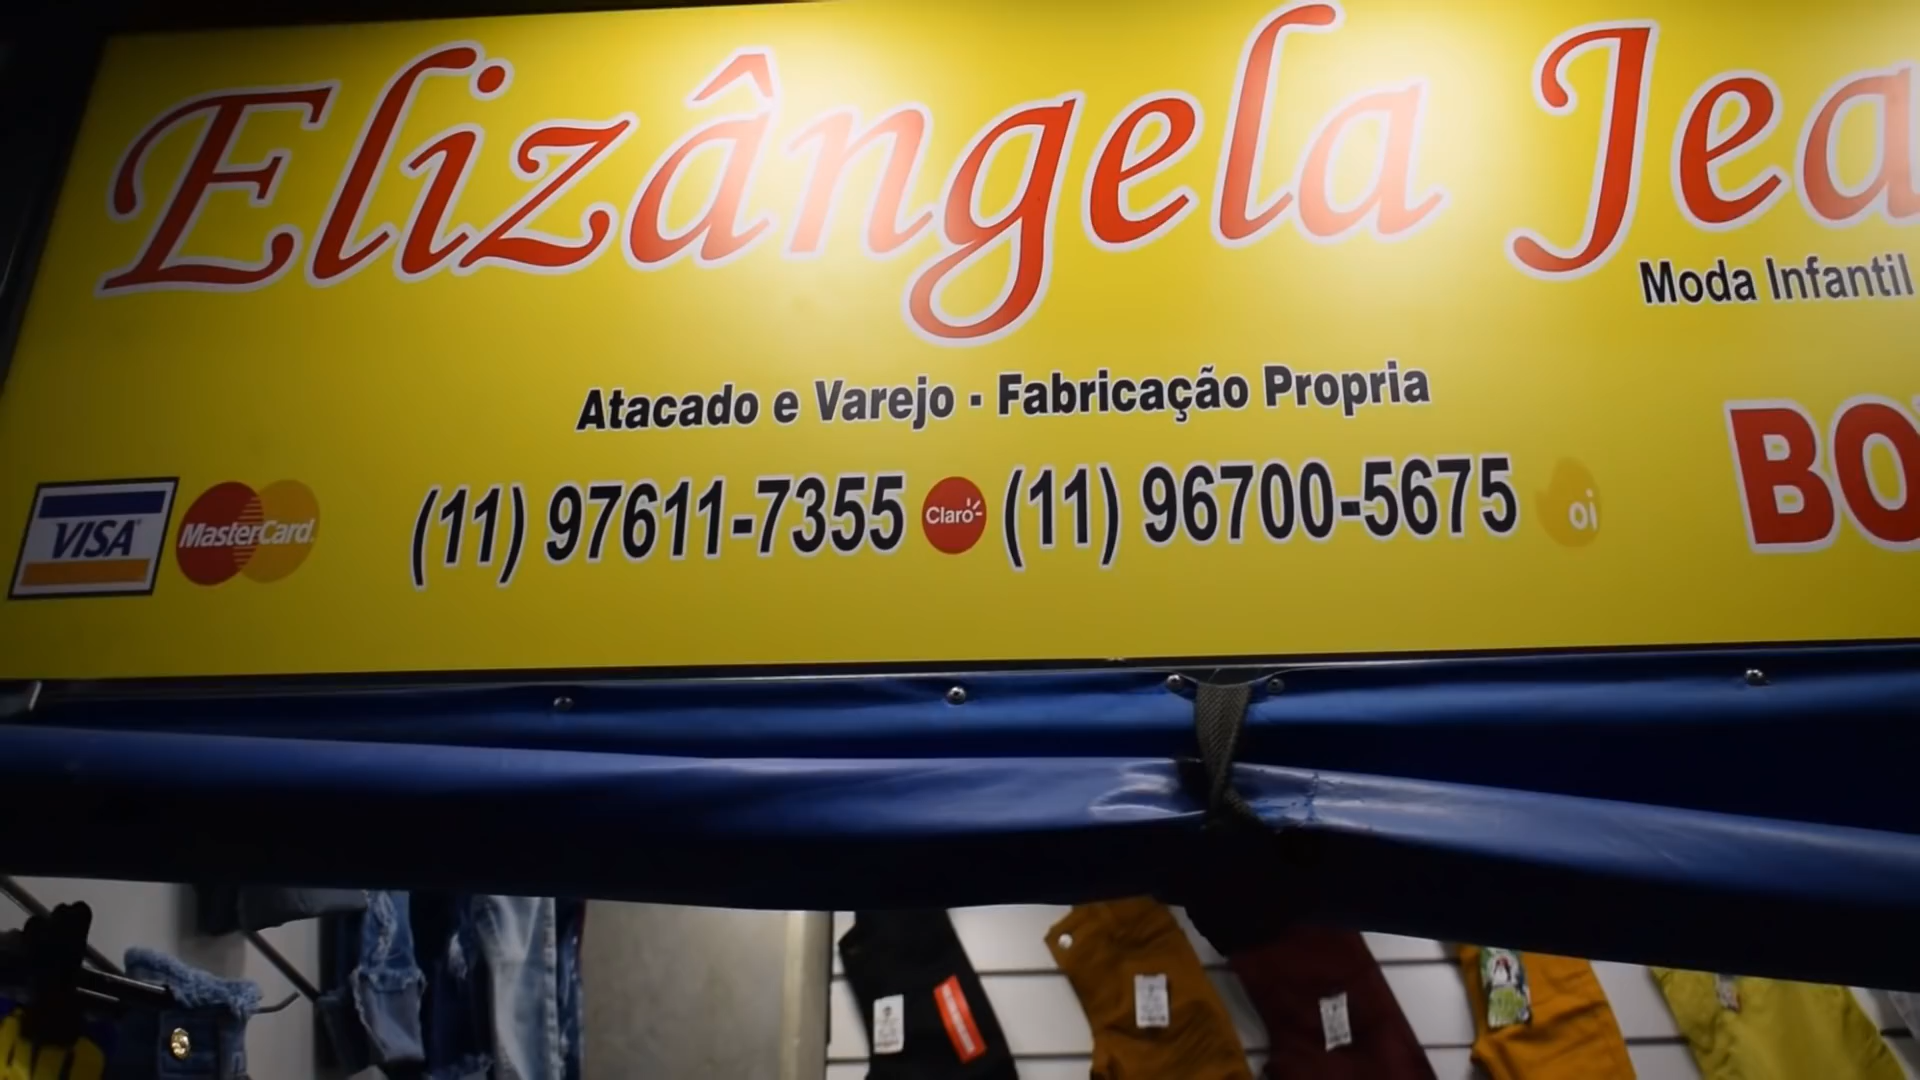 Elizângela Jea
Moda Infantil
Atacado e Varejo - Fabricação Propria
VISA MasterCard. (11) 97611-7355 Claro (11) 96700-5675 oi
BO